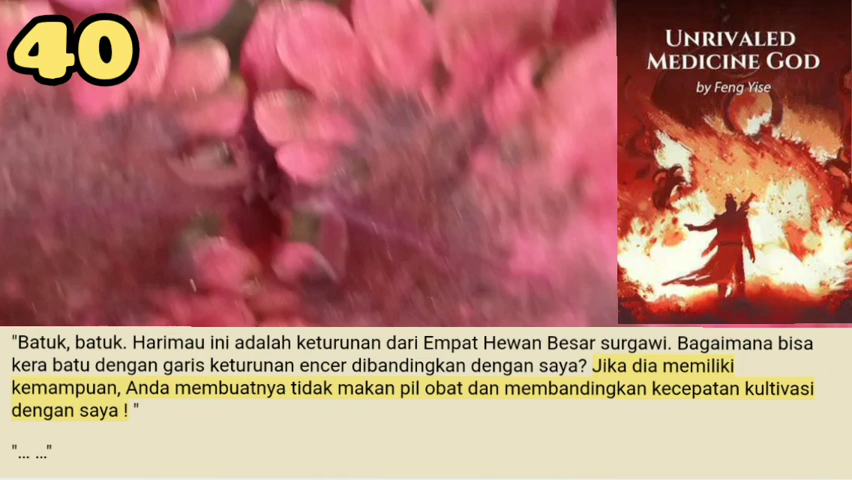 40
UNRIVALED
MEDICINE GOD
by Feng Yise
"Batuk, batuk. Harimau ini adalah keturunan dari Empat Hewan Besar surgawi. Bagaimana bisa
kera batu dengan garis keturunan encer dibandingkan dengan saya? Jika dia memiliki
kemampuan, Anda membuatnya tidak makan pil obat dan membandingkan kecepatan kultivasi
dengan saya ! "
"... ..."